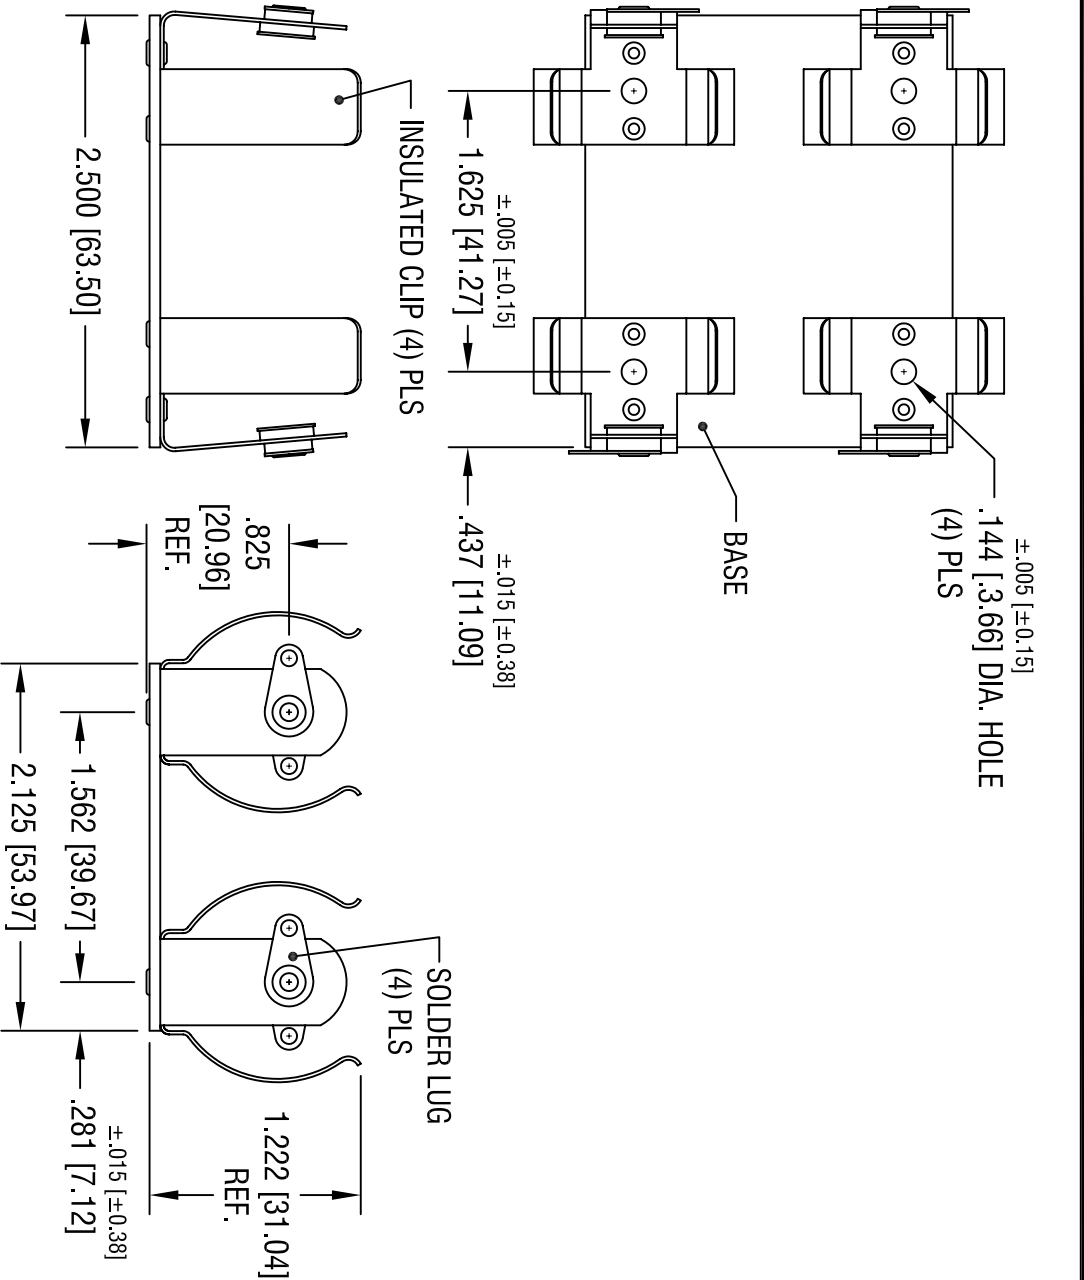 ±.005 [±0.15]
.144 [.3.66] DIA. HOLE
(4) PLS
BASE
±.005 [±0.15]
1.625 [41.27]
±.015 [±0.38]
.437 [11.09]
INSULATED CLIP (4) PLS
2.500 [63.50]
SOLDER LUG
(4) PLS
.825
[20.96]
REF.
1.222 [31.04]
REF.
1.562 [39.67]
±.015 [±0.38]
.281 [7.12]
2.125 [53.97]